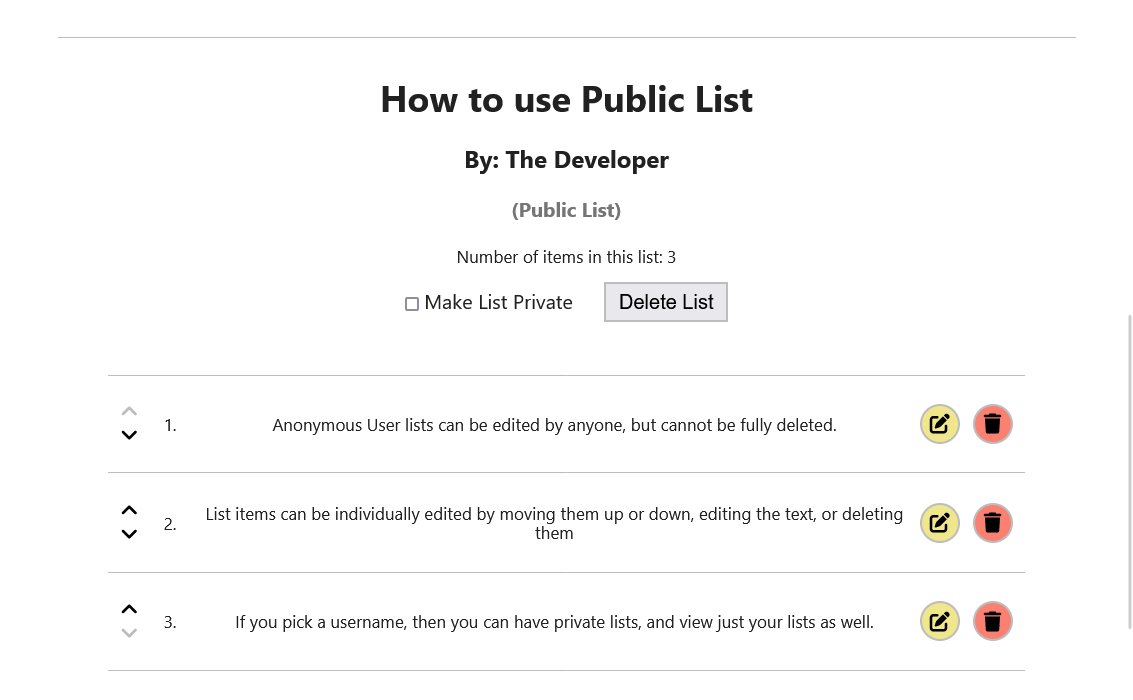 How to use Public List
By: The Developer
(Public List)
Number of items in this list: 3
Make List Private
Delete List
1.
Anonymous User lists can be edited by anyone, but cannot be fully deleted.
2.
List items can be individually edited by moving them up or down, editing the text, or deleting
them
3.
If you pick a username, then you can have private lists, and view just your lists as well.